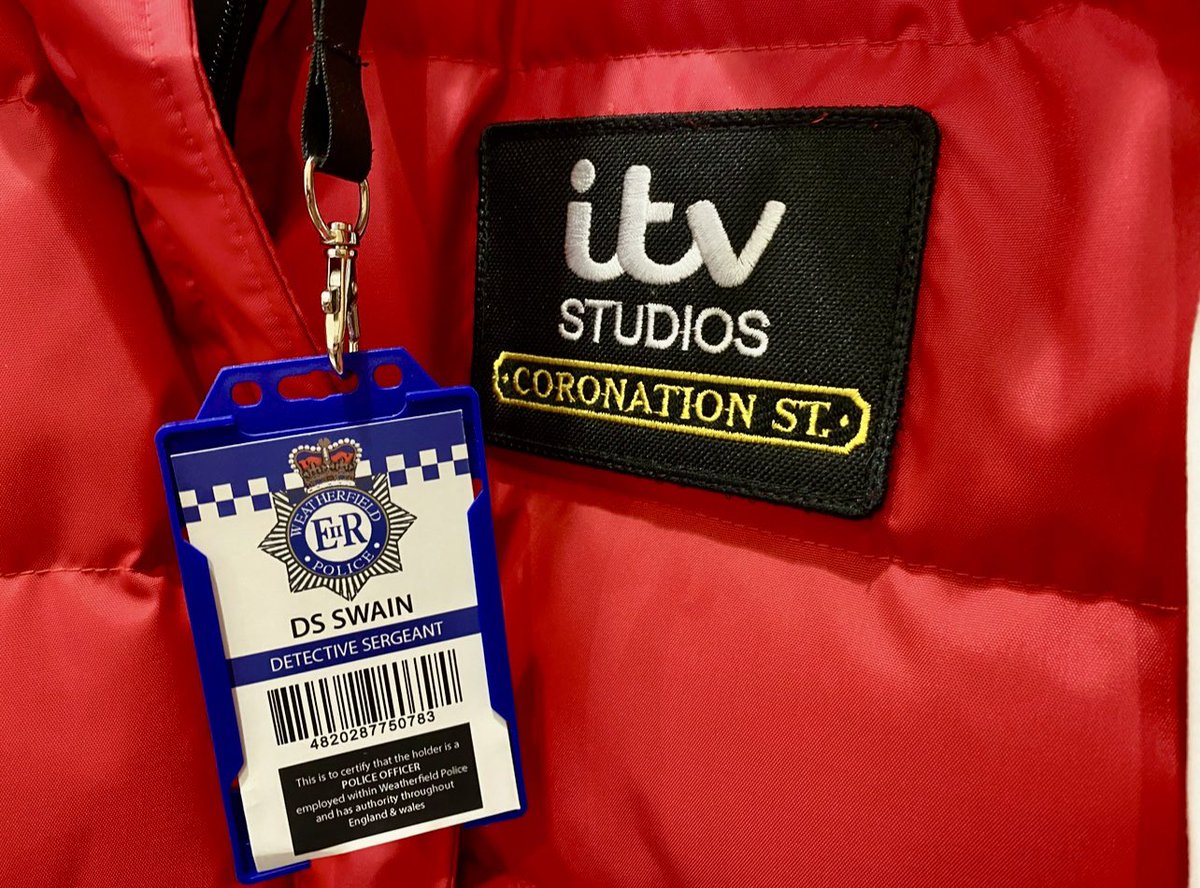 itv
STUDIOS
CORONATION ST.
WEATHERFIELD
EIIR
POLICE
DS SWAIN
DETECTIVE SERGEANT
4820287750783
This is to certify that the holder is a
POLICE OFFICER
employed within Weatherfield Police
and has authority throughout
England & wales